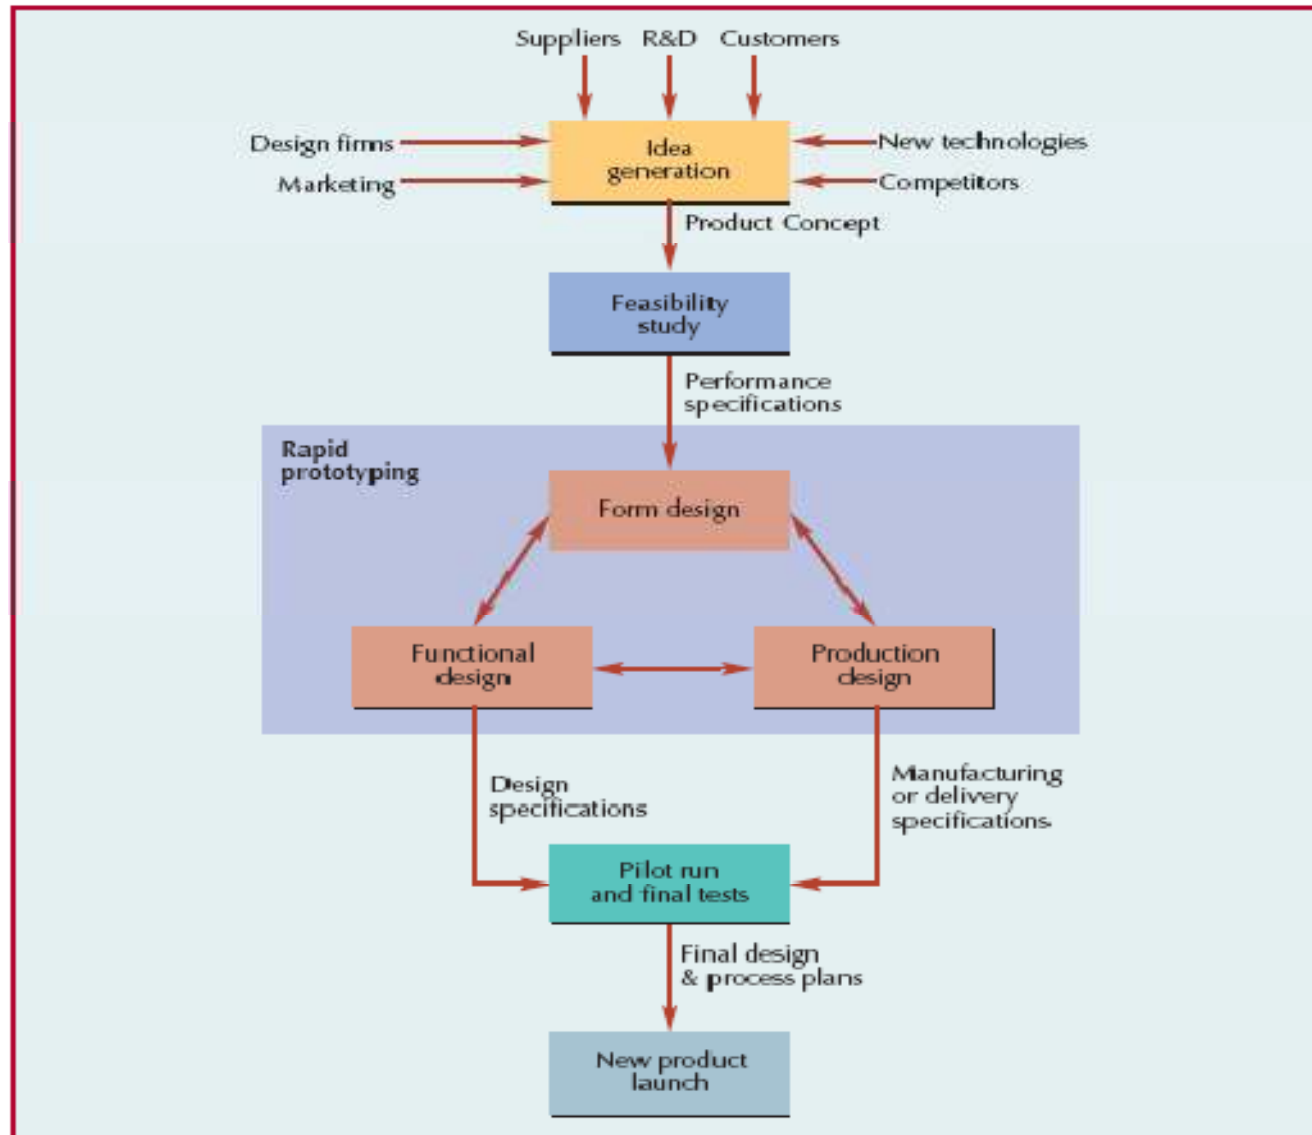 Suppliers R&D Customers
Design firms
Marketing
Idea
generation
New technologies
Competitors
Product Concept
Feasibility
study
Performance
specifications
Rapid
prototyping
Form design
Functional
design
Production
design
Design
specifications
Manufacturing
or delivery
specifications
Pilot run
and final tests
Final design
& process plans
New product
launch